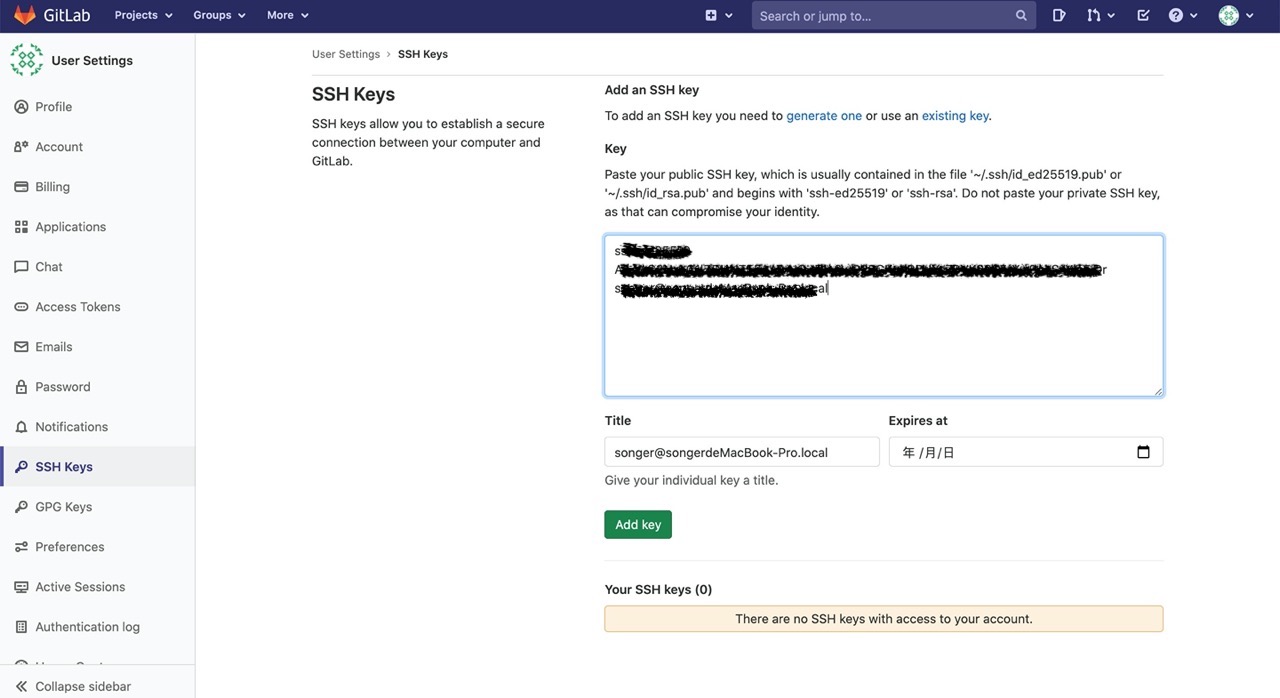 GitLab
Projects
Groups
More
Search or jump to...
User Settings
Profile
Account
Billing
Applications
Chat
Access Tokens
Emails
Password
Notifications
SSH Keys
GPG Keys
Preferences
Active Sessions
Authentication log
Collapse sidebar
User Settings › SSH Keys
SSH Keys
SSH keys allow you to establish a secure
connection between your computer and
GitLab.
Add an SSH key
To add an SSH key you need to generate one or use an existing key.
Key
Paste your public SSH key, which is usually contained in the file '~/.ssh/id_ed25519.pub' or
'~/.ssh/id_rsa.pub' and begins with 'ssh-ed25519' or 'ssh-rsa'. Do not paste your private SSH key,
as that can compromise your identity.
Title
Expires at
songer@songerdeMacBook-Pro.local
年 /月/日
Give your individual key a title.
Add key
Your SSH keys (0)
There are no SSH keys with access to your account.